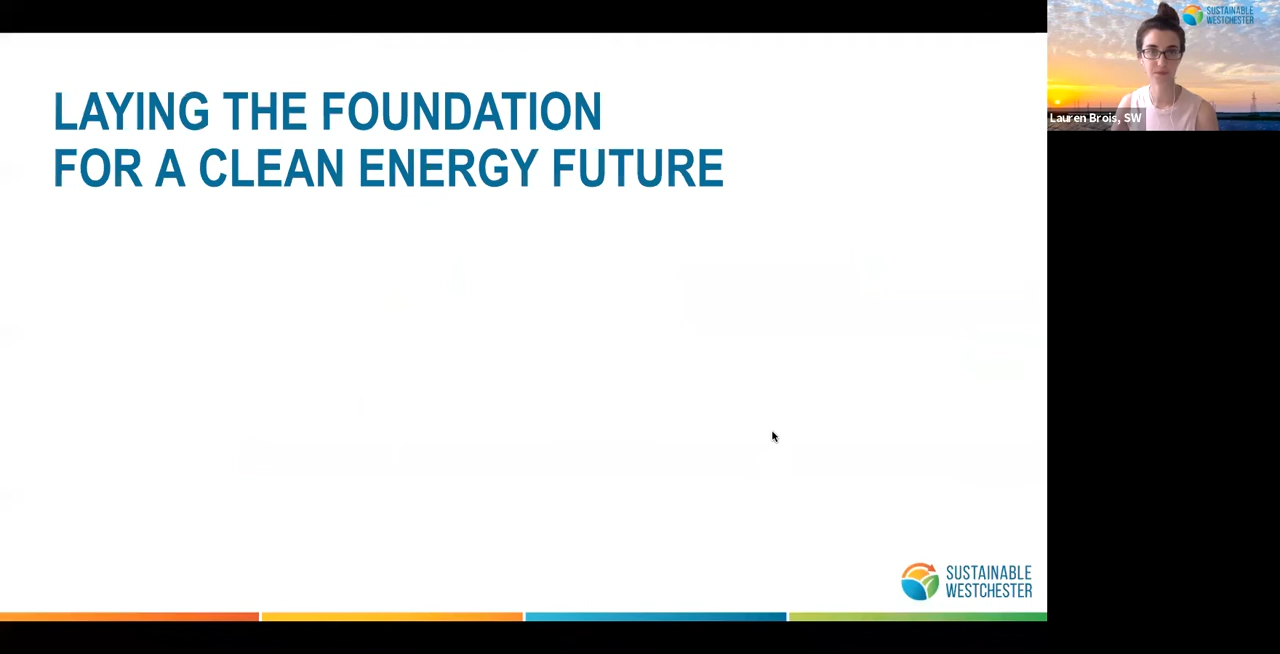 LAYING THE FOUNDATION
FOR A CLEAN ENERGY FUTURE
SUSTAINABLE
WESTCHESTER
Lauren Brois, SW
SUSTAINABLE
WESTCHESTER